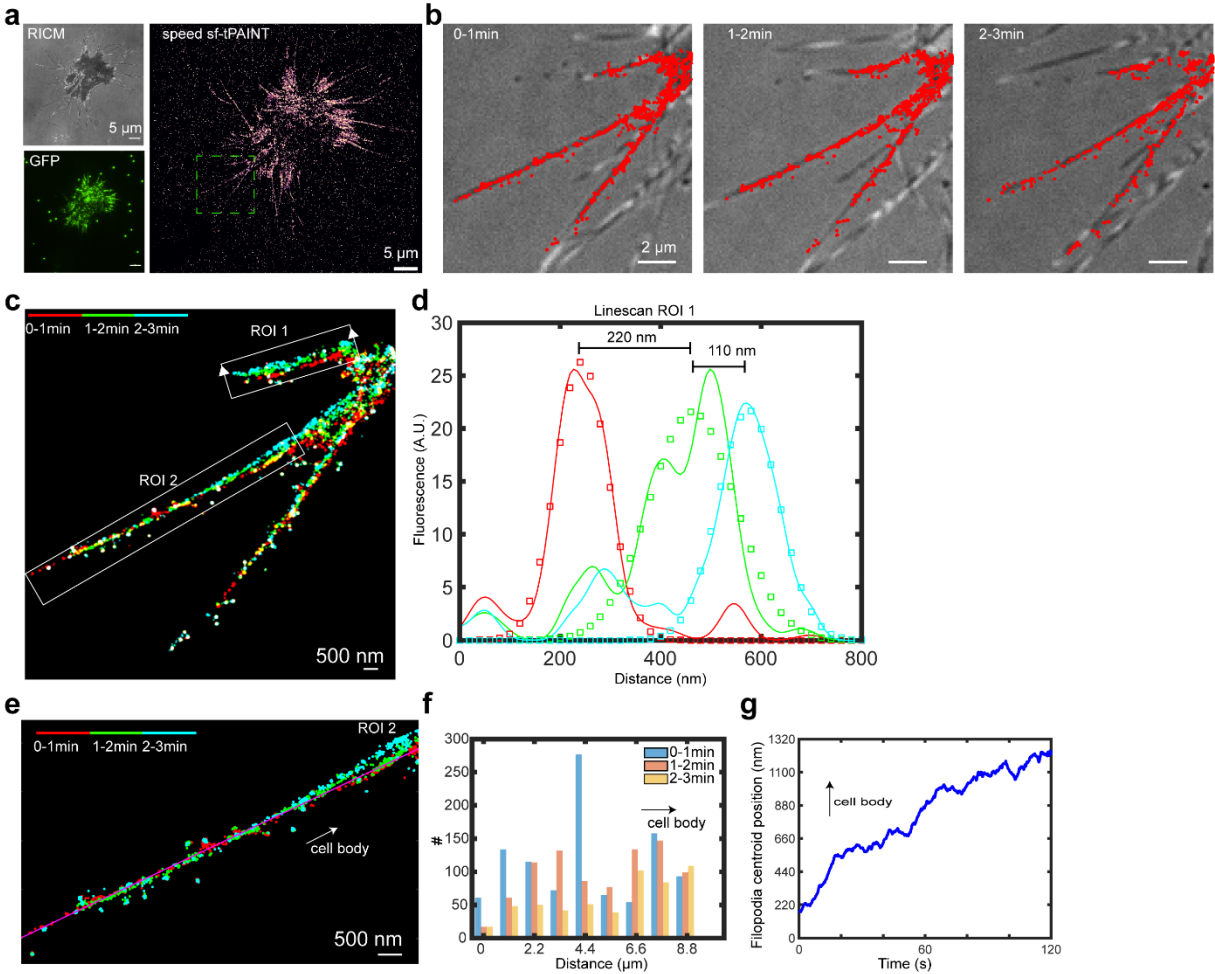 a
RICM
5 µm
GFP
speed sf-tPAINT
5 µm
b
0-1min
2 µm
1-2min
2-3min
c
0-1min 1-2min 2-3min
ROI 1
ROI 2
500 nm
d
Linescan ROI 1
220 nm
110 nm
30
25
20
15
10
5
0
Fluorescence (A.U.)
0 200 400 600 800
Distance (nm)
e
0-1min 1-2min 2-3min
ROI 2
cell body
500 nm
f
300
250
200
150
100
50
0
#
0-1min
1-2min
2-3min
cell body
0 2.2 4.4 6.6 8.8
Distance (µm)
g
1320
1100
880
660
440
220
0
Filopodia centroid position (nm)
cell body
0 60 120
Time (s)